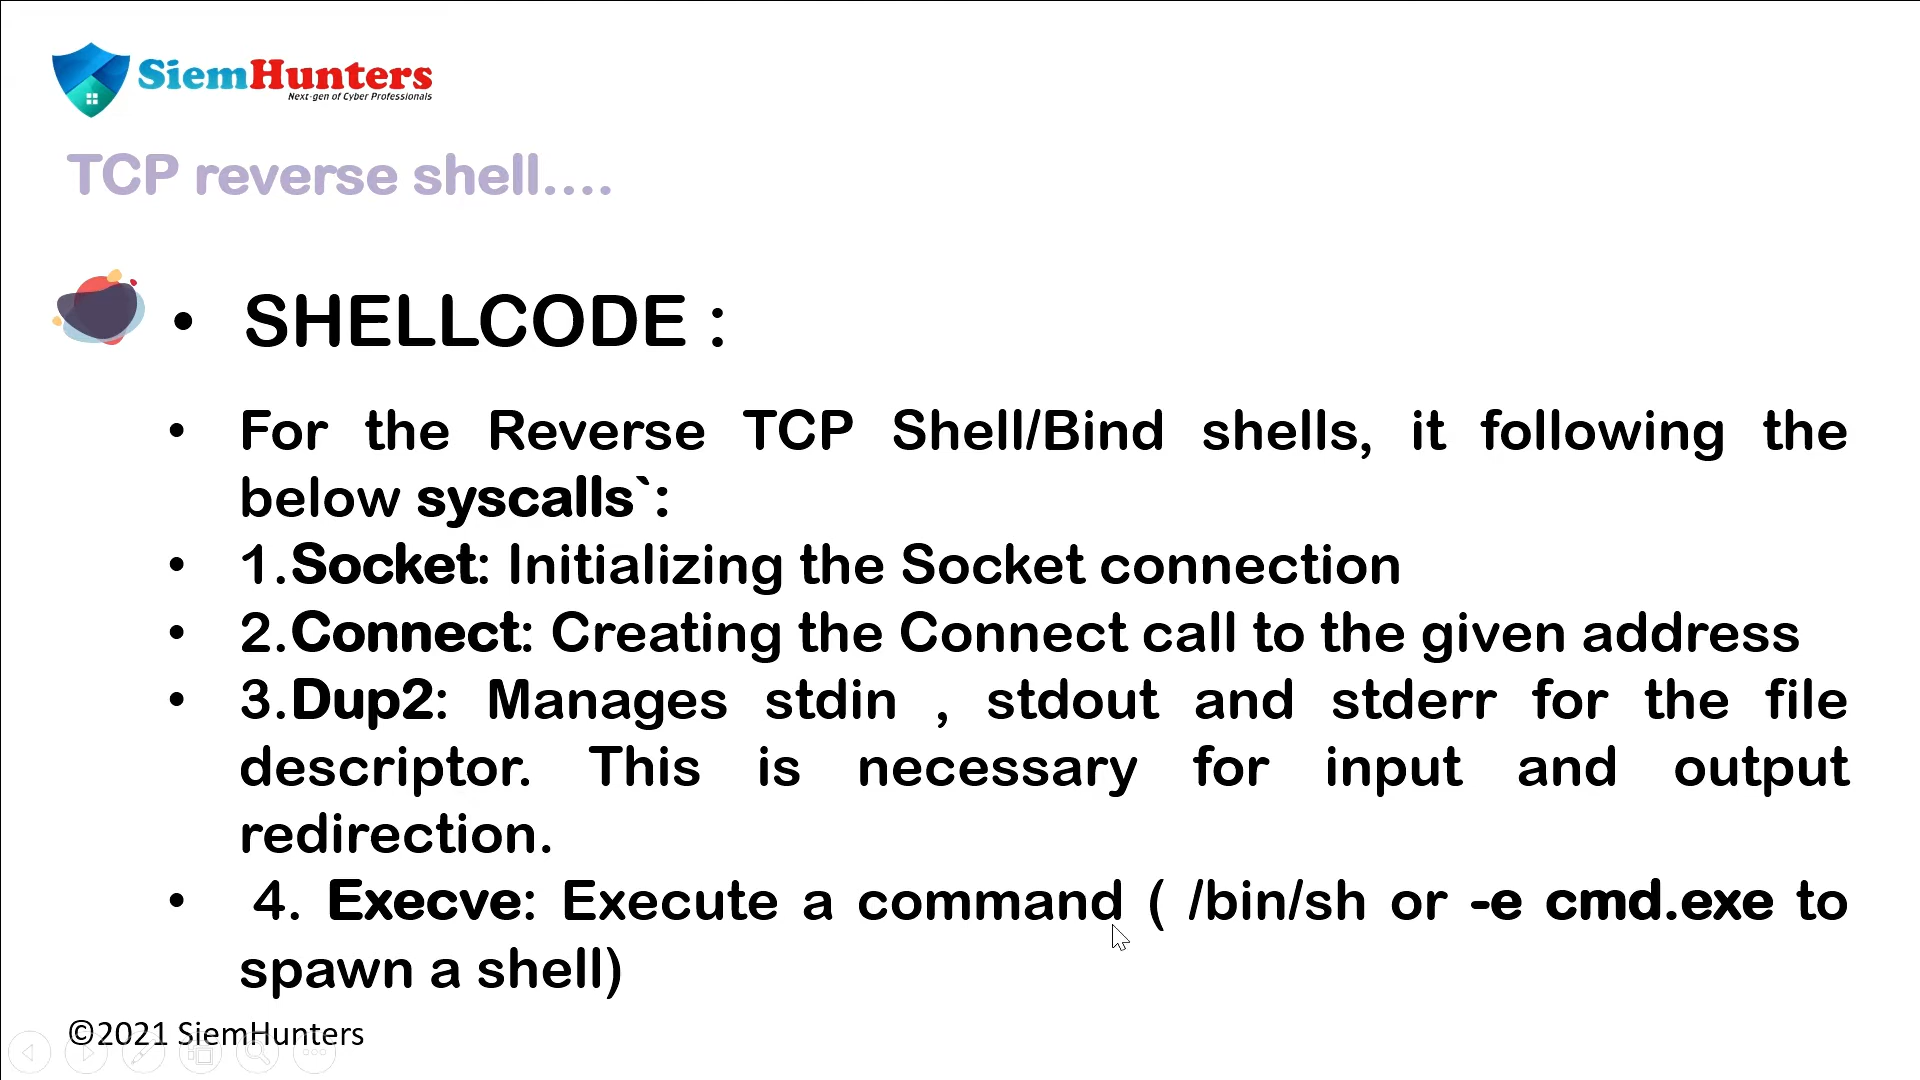 SiemHunters
Next-gen of Cyber Professionals
TCP reverse shell....
• SHELLCODE :
• For the Reverse TCP Shell/Bind shells, it following the
below syscalls`:
• 1.Socket: Initializing the Socket connection
• 2.Connect: Creating the Connect call to the given address
• 3.Dup2: Manages stdin , stdout and stderr for the file
descriptor. This is necessary for input and output
redirection.
• 4. Execve: Execute a command ( /bin/sh or -e cmd.exe to
spawn a shell)
©2021 SiemHunters